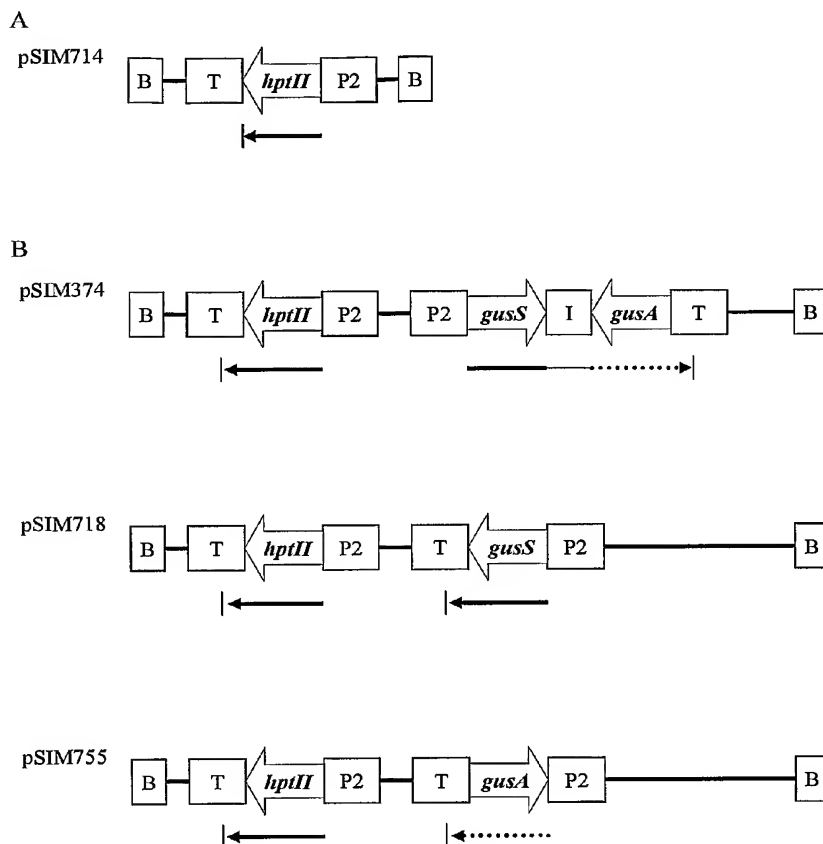 A
pSIM714
B T hptII P2 B
B
pSIM374
B T hptII P2 P2 gusS I gusA T B
pSIM718
B T hptII P2 T gusS P2 B
pSIM755
B T hptII P2 T gusA P2 B